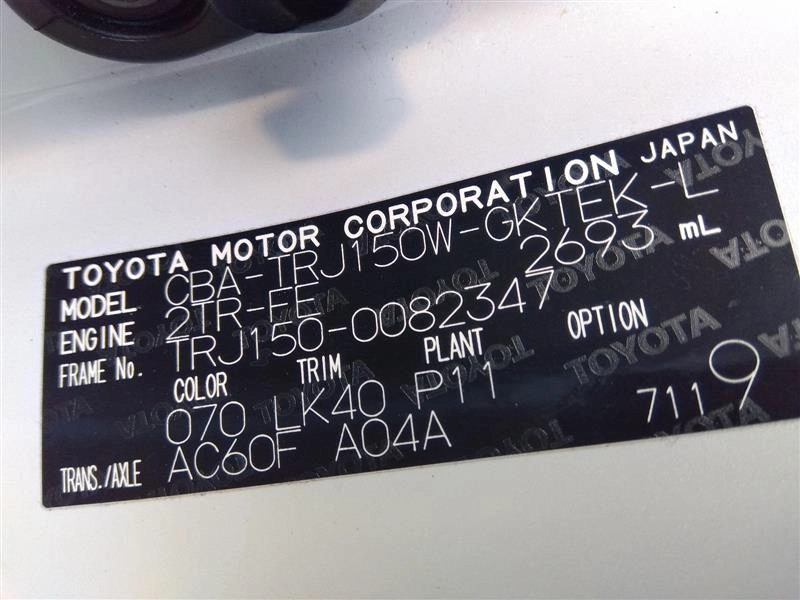 TOYOTA MOTOR CORPORATION JAPAN
MODEL CBA-TRJ150W-GKTEK-L
ENGINE 2TR-FE 2693 mL
FRAME No. TRJ150-0082347
COLOR TRIM PLANT OPTION
070 LK40 P11 7119
TRANS./AXLE AC60F A04A